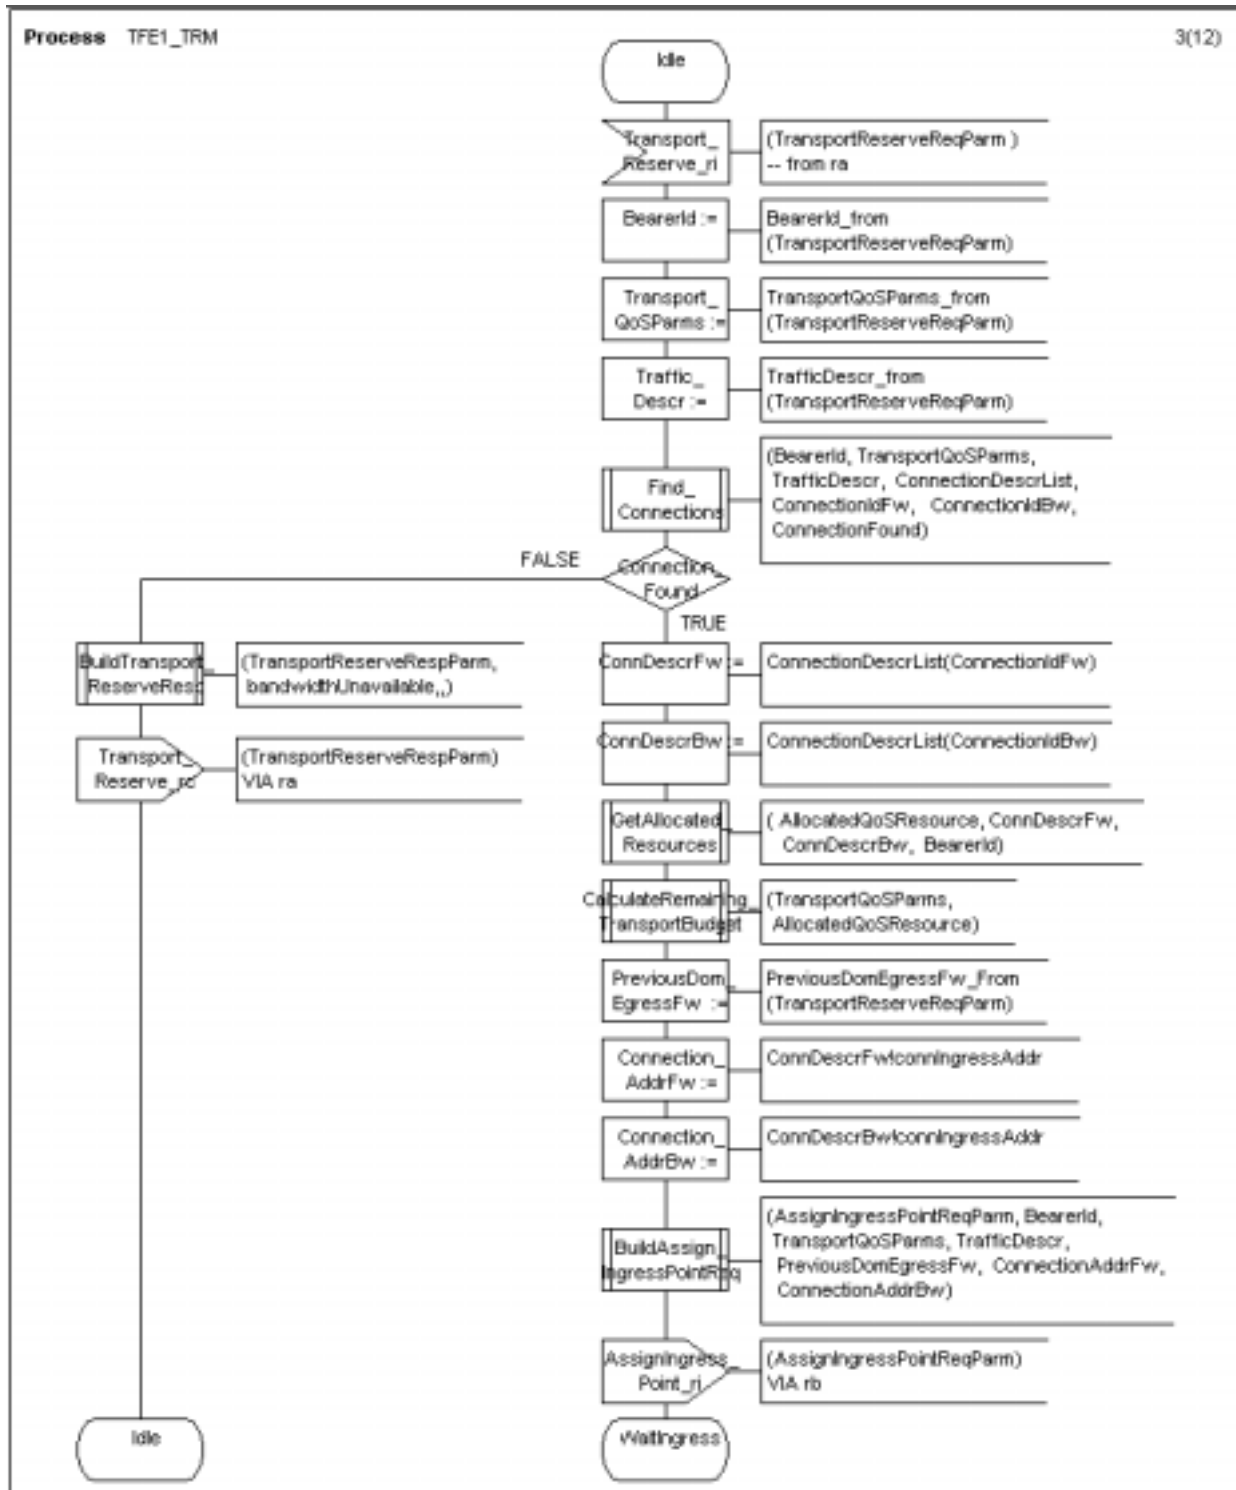 Process TFE1_TRM
3(12)
Idle
Transport_
Reserve_ri
(TransportReserveReqParm )
-- from ra
BearerId :=
BearerId_from
(TransportReserveReqParm)
Transport_
QoSParms :=
TransportQoSParms_from
(TransportReserveReqParm)
Traffic_
Descr :=
TrafficDescr_from
(TransportReserveReqParm)
Find_
Connections
(BearerId, TransportQoSParms,
TrafficDescr, ConnectionDescrList,
ConnectionIdFw, ConnectionIdBw,
ConnectionFound)
Connection_
Found
FALSE
TRUE
BuildTransport_
ReserveResp
(TransportReserveRespParm,
bandwidthUnavailable,,)
Transport_
Reserve_rc
(TransportReserveRespParm)
VIA ra
ConnDescrFw :=
ConnectionDescrList(ConnectionIdFw)
ConnDescrBw :=
ConnectionDescrList(ConnectionIdBw)
GetAllocated_
Resources
( AllocatedQoSResource, ConnDescrFw,
ConnDescrBw, BearerId)
CalculateRemaining_
TransportBudget
(TransportQoSParms,
AllocatedQoSResource)
PreviousDom_
EgressFw :=
PreviousDomEgressFw_From
(TransportReserveReqParm)
Connection_
AddrFw :=
ConnDescrFw!connIngressAddr
Connection_
AddrBw :=
ConnDescrBw!connIngressAddr
BuildAssign_
IngressPointReq
(AssignIngressPointReqParm, BearerId,
TransportQoSParms, TrafficDescr,
PreviousDomEgressFw, ConnectionAddrFw,
ConnectionAddrBw)
AssignIngress_
Point_ri
(AssignIngressPointReqParm)
VIA rb
Idle
WaitIngress